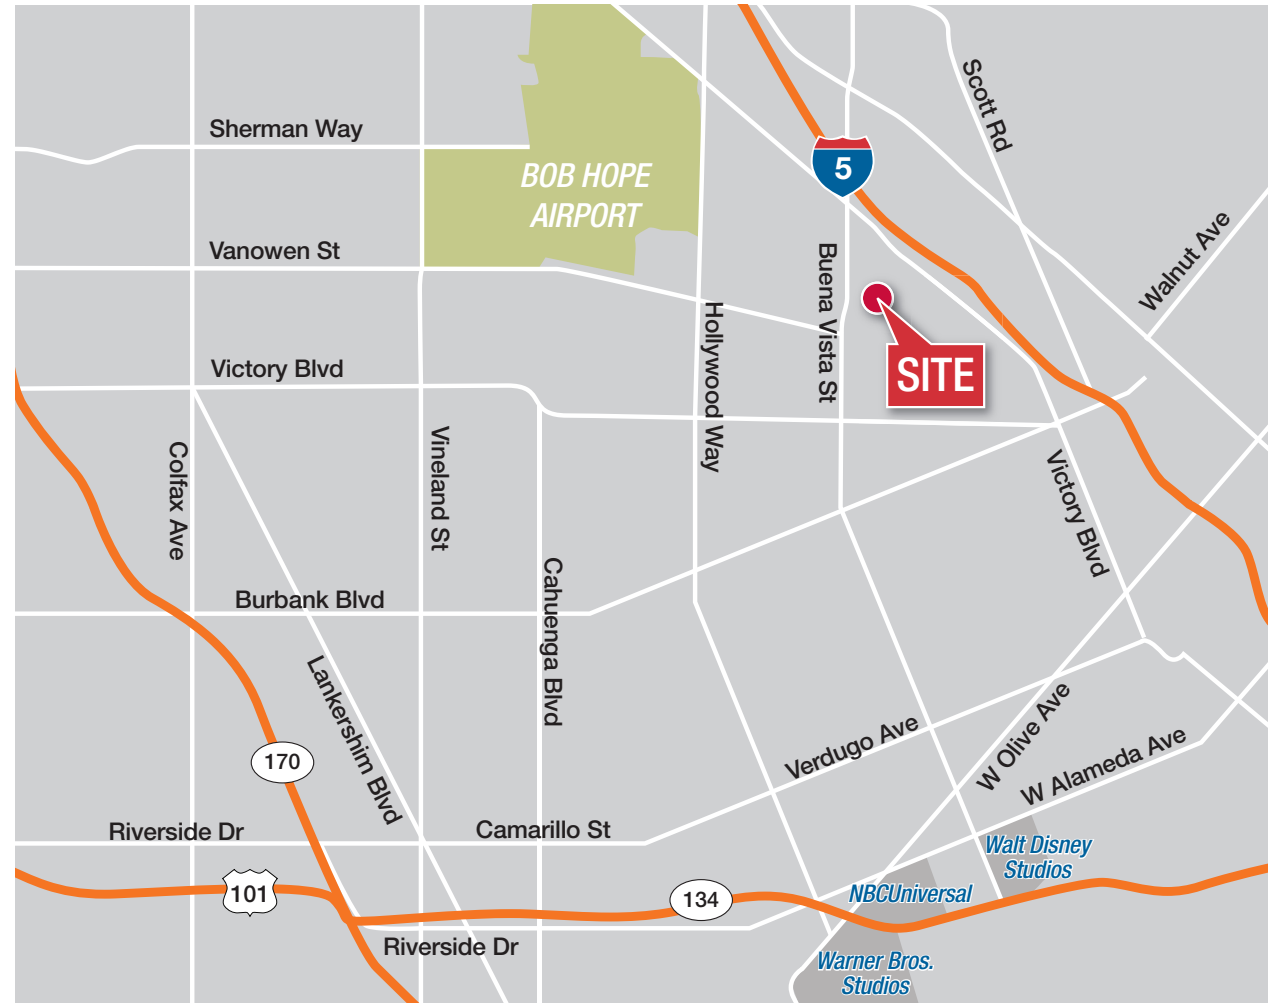 Scott Rd
Sherman Way
5
BOB HOPE
AIRPORT
Walnut Ave
Vanowen St
Buena Vista St
Hollywood Way
SITE
Victory Blvd
Colfax Ave
Vineland St
Victory Blvd
Cahuenga Blvd
Burbank Blvd
Lankershim Blvd
W Olive Ave
Verdugo Ave
W Alameda Ave
170
Riverside Dr
Camarillo St
Walt Disney
Studios
101
134
NBCUniversal
Riverside Dr
Warner Bros.
Studios